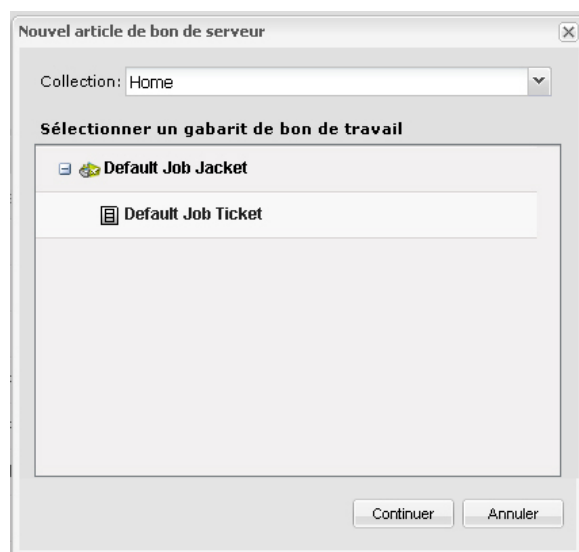 Nouvel article de bon de serveur
Collection: Home
Sélectionner un gabarit de bon de travail
Default Job Jacket
Default Job Ticket
Continuer Annuler